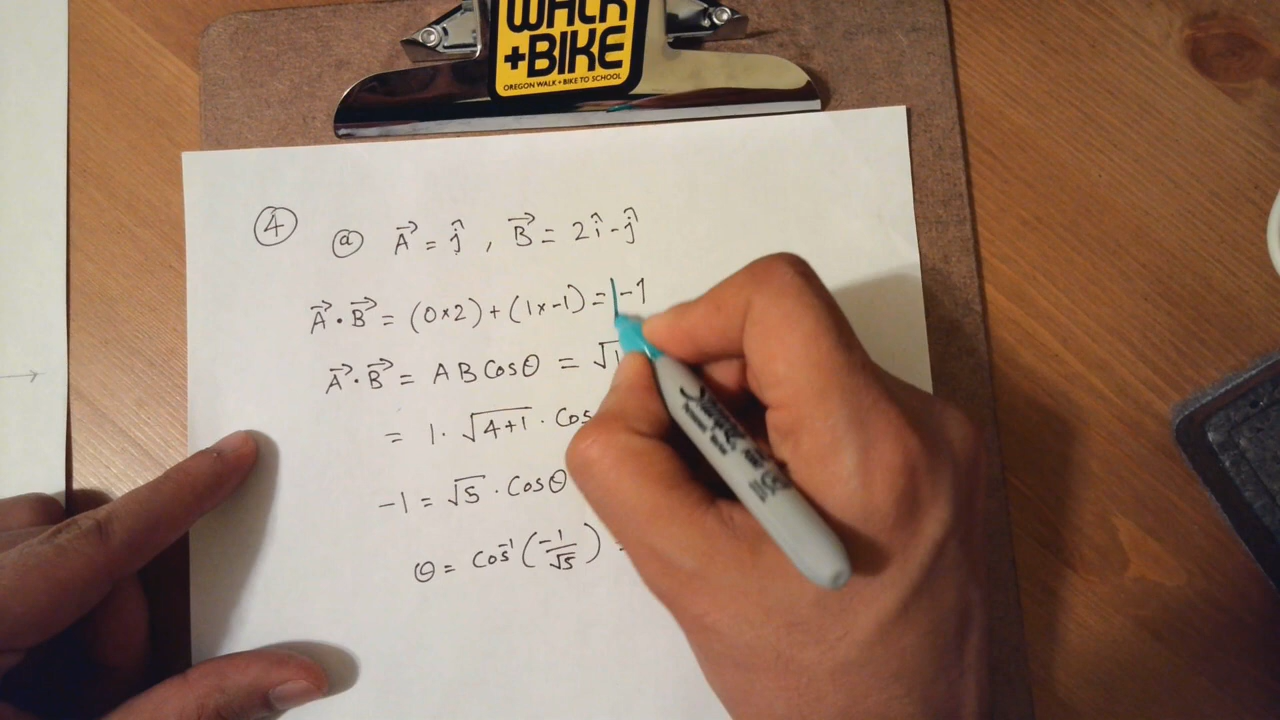 WALK
+BIKE
OREGON WALK+BIKE TO SCHOOL
④ ⓐ A⃗ = ĵ , B⃗ = 2î - ĵ
A⃗ · B⃗ = (0×2) + (1×-1) = -1
A⃗ · B⃗ = A B Cosθ = √1
= 1 · √(4+1) · Cos
-1 = √5 · Cosθ
θ = Cos⁻¹ (-1/√5) =
Sharpie